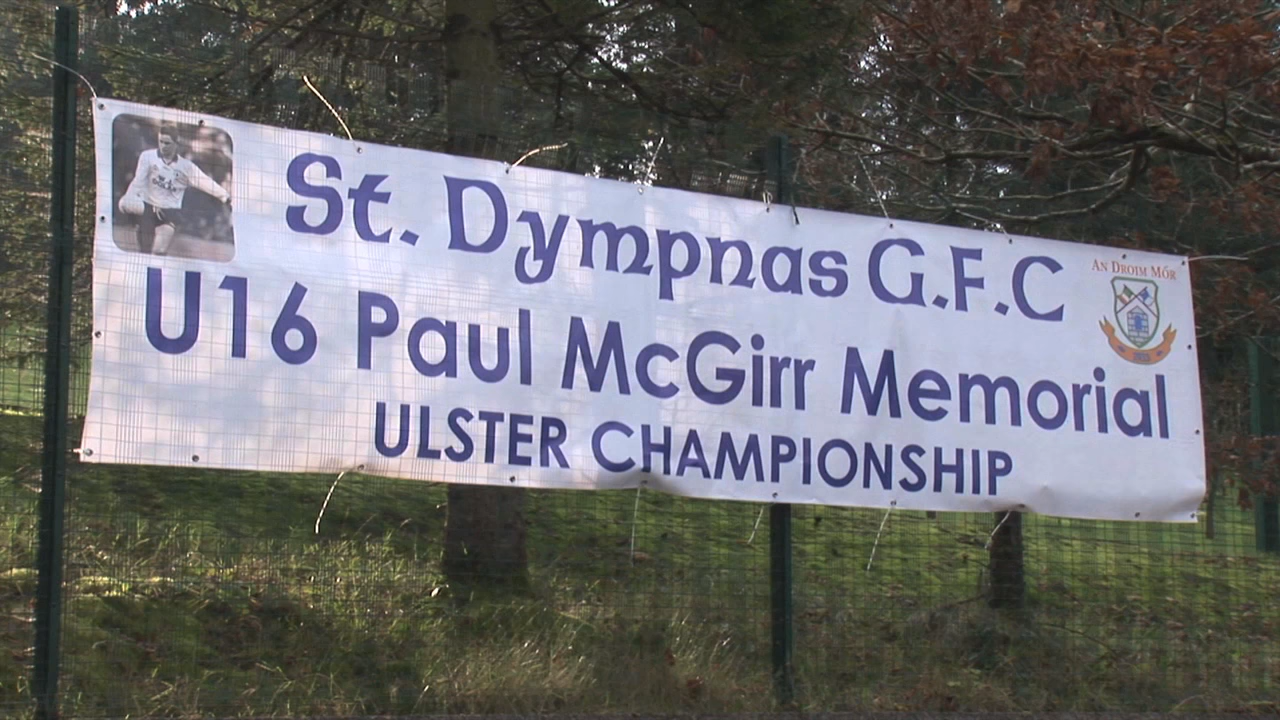 St. Dympnas G.F.C
AN DROIM MÓR
U16 Paul McGirr Memorial
ULSTER CHAMPIONSHIP